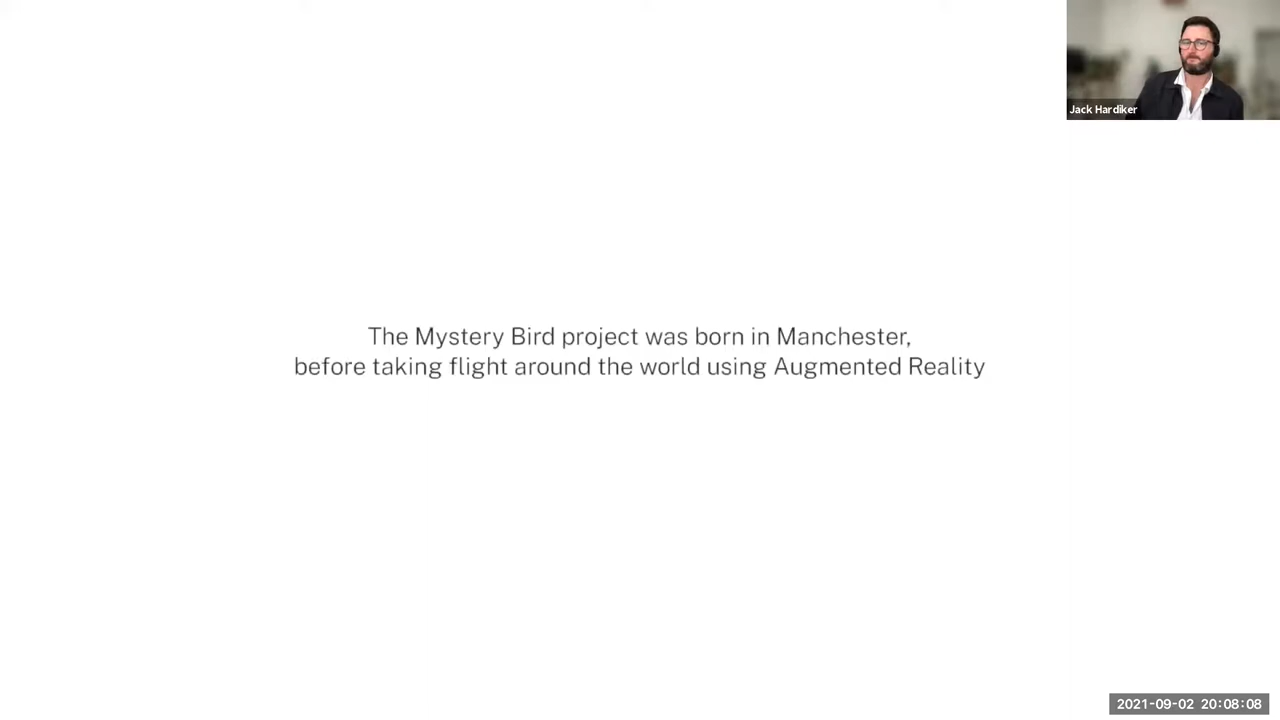 Jack Hardiker
The Mystery Bird project was born in Manchester,
before taking flight around the world using Augmented Reality
2021-09-02 20:08:08